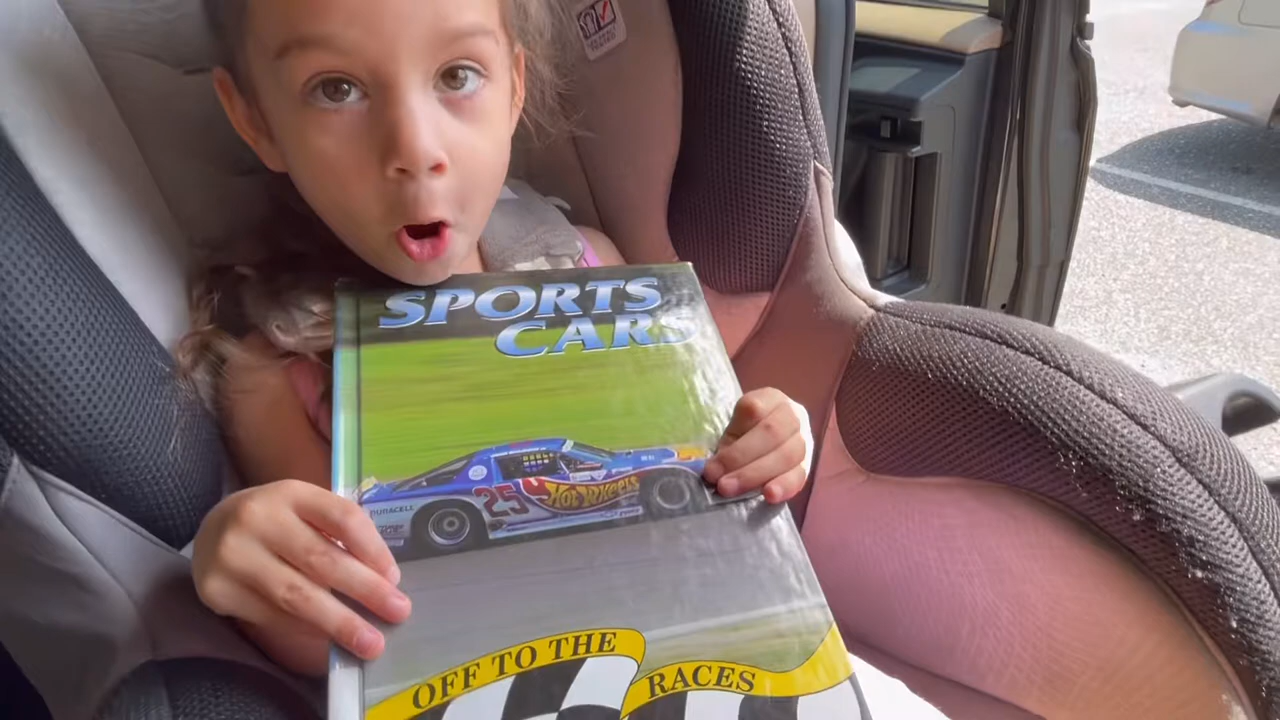 SPORTS
CARS
DURACELL
25
HOT WHEELS
OFF TO THE
RACES